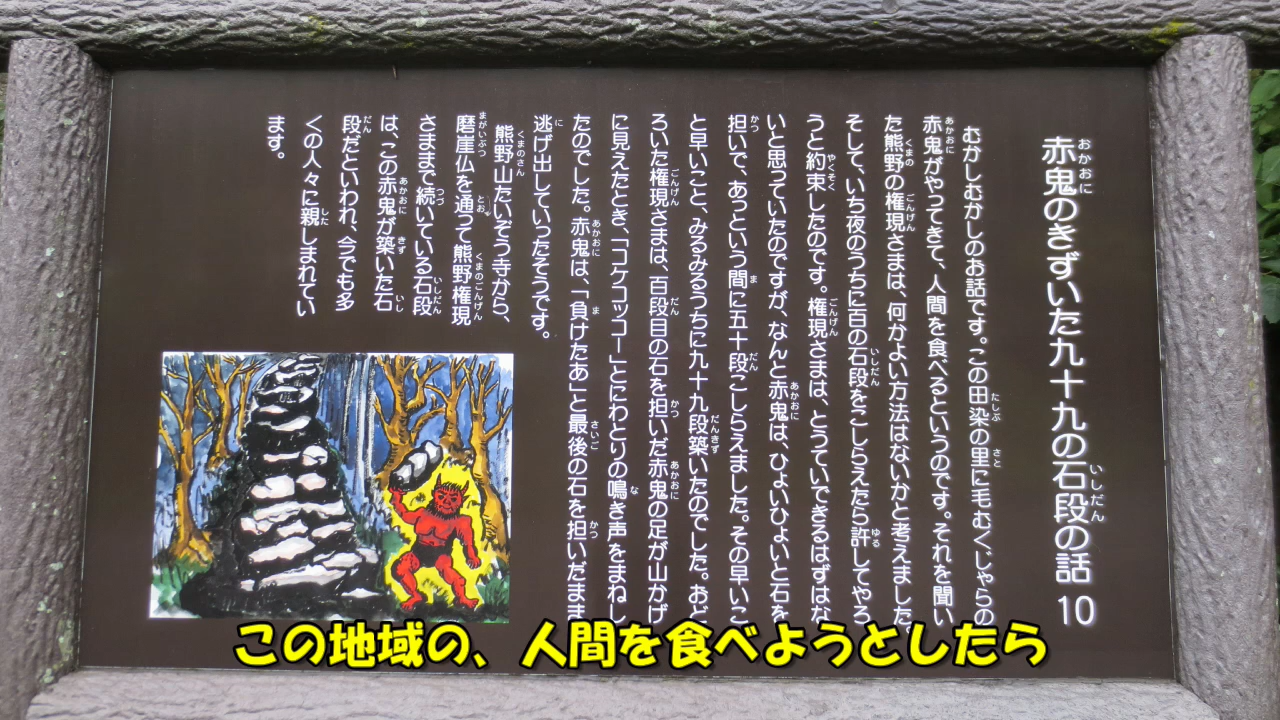 赤鬼のきずいた九十九の石段の話 10
むかしむかしのお話です。この田染の里に毛むくじゃらの
赤鬼がやってきて、人間を食べるというのです。それを聞い
た熊野の権現さまは、何かよい方法はないかと考えました。
そして、いち夜のうちに百の石段をこしらえたら許してやろ
うと約束したのです。権現さまは、とうていできるはずはな
いと思っていたのですが、なんと赤鬼は、ひょいひょいと石を
担いで、あっという間に五十段こしらえました。その早いこ
と早いこと、みるみるうちに九十九段築いたのでした。おど
ろいた権現さまは、百段目の石を担いだ赤鬼の足が山かげ
に見えたとき、「コケコッコー」とにわとりの鳴き声をまねし
たのでした。赤鬼は、「負けたあ」と最後の石を担いだまま
逃げ出していったそうです。
熊野山たいぞう寺から、
磨崖仏を通って熊野権現
さままで続いている石段
は、この赤鬼が築いた石
段だといわれ、今でも多
くの人々に親しまれてい
ます。
この地域の、人間を食べようとしたら